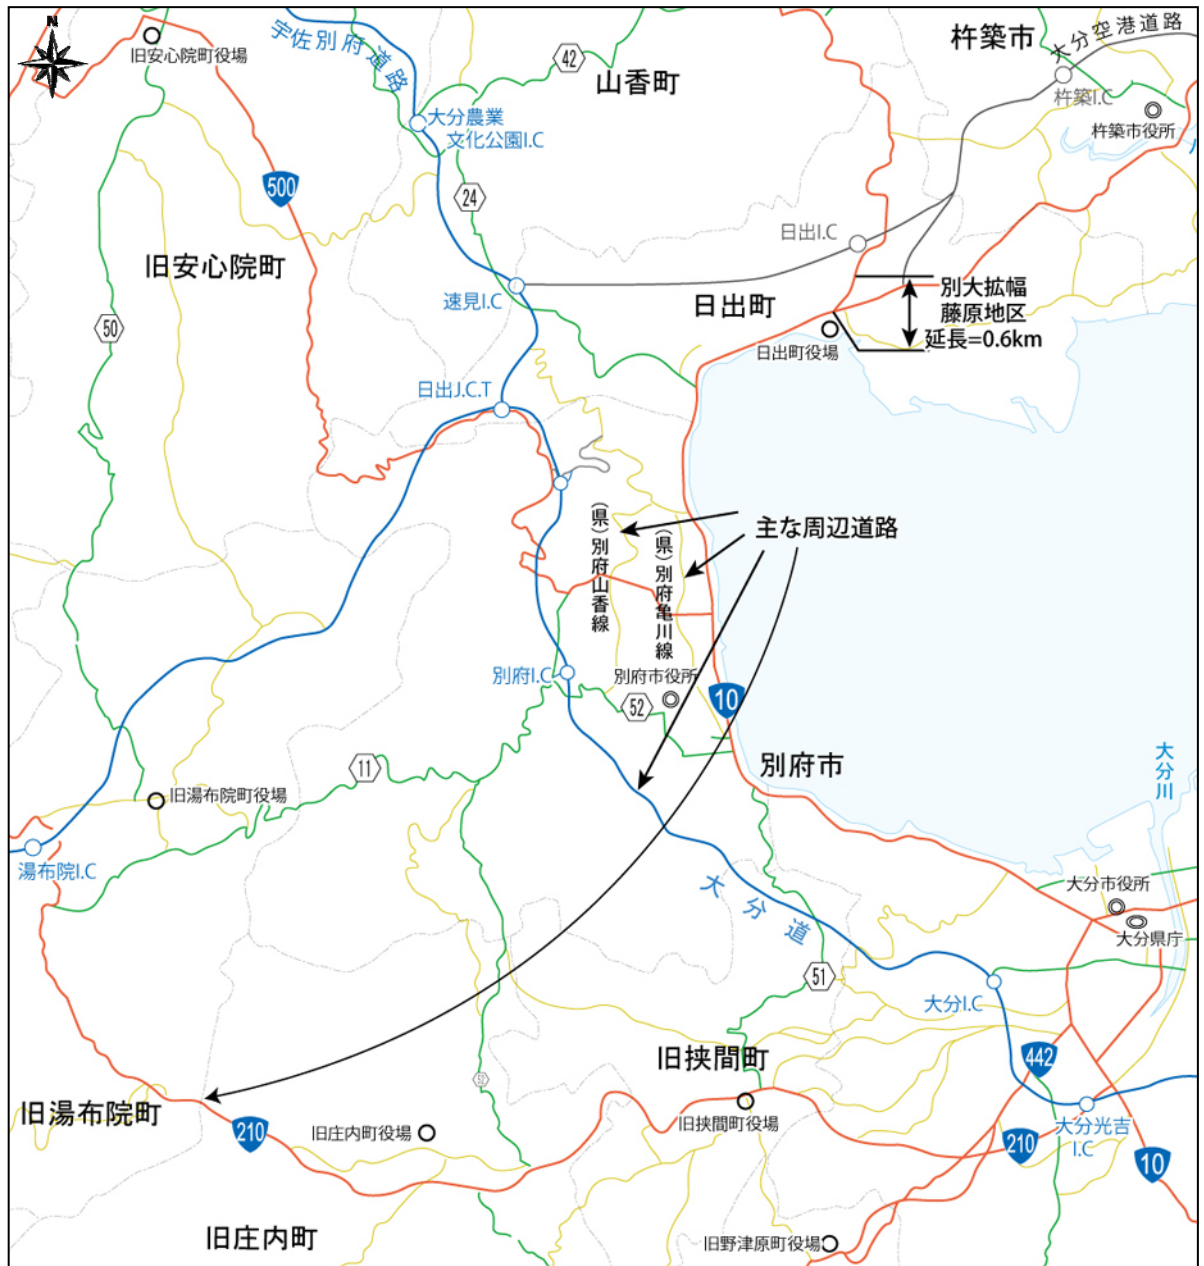 N
旧安心院町役場
宇佐別府道路
42
山香町
杵築市
大分空港道路
杵築I.C
杵築市役所
大分農業
文化公園I.C
500
24
日出I.C
旧安心院町
速見I.C
日出町
別大拡幅
藤原地区
延長=0.6km
50
日出町役場
日出J.C.T
主な周辺道路
(県)別府山香線
(県)別府亀川線
別府I.C
別府市役所
52
10
別府市
大分川
11
旧湯布院町役場
湯布院I.C
大分道
大分市役所
大分県庁
51
大分I.C
旧挟間町
442
52
旧湯布院町
210
旧庄内町役場
旧挟間町役場
大分光吉
I.C
210
10
旧庄内町
旧野津原町役場